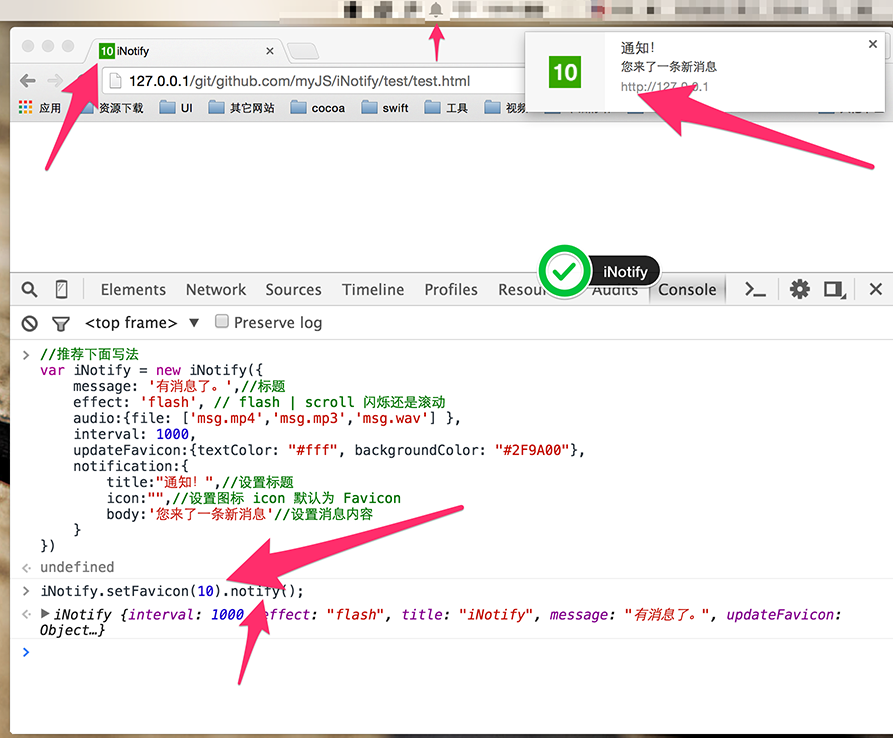 10 iNotify
通知！
10
您来了一条新消息
http://127.0.0.1
127.0.0.1/git/github.com/myJS/iNotify/test/test.html
应用 资源下载 UI 其它网站 cocoa swift 工具 视频
iNotify
Elements Network Sources Timeline Profiles Resou Audits Console
<top frame> ▼ Preserve log
//推荐下面写法
var iNotify = new iNotify({
message: '有消息了。',//标题
effect: 'flash', // flash | scroll 闪烁还是滚动
audio:{file: ['msg.mp4','msg.mp3','msg.wav'] },
interval: 1000,
updateFavicon:{textColor: "#fff", backgroundColor: "#2F9A00"},
notification:{
title:"通知！",//设置标题
icon:"",//设置图标 icon 默认为 Favicon
body:'您来了一条新消息'//设置消息内容
}
})
undefined
iNotify.setFavicon(10).notify();
iNotify {interval: 1000, effect: "flash", title: "iNotify", message: "有消息了。", updateFavicon:
Object…}